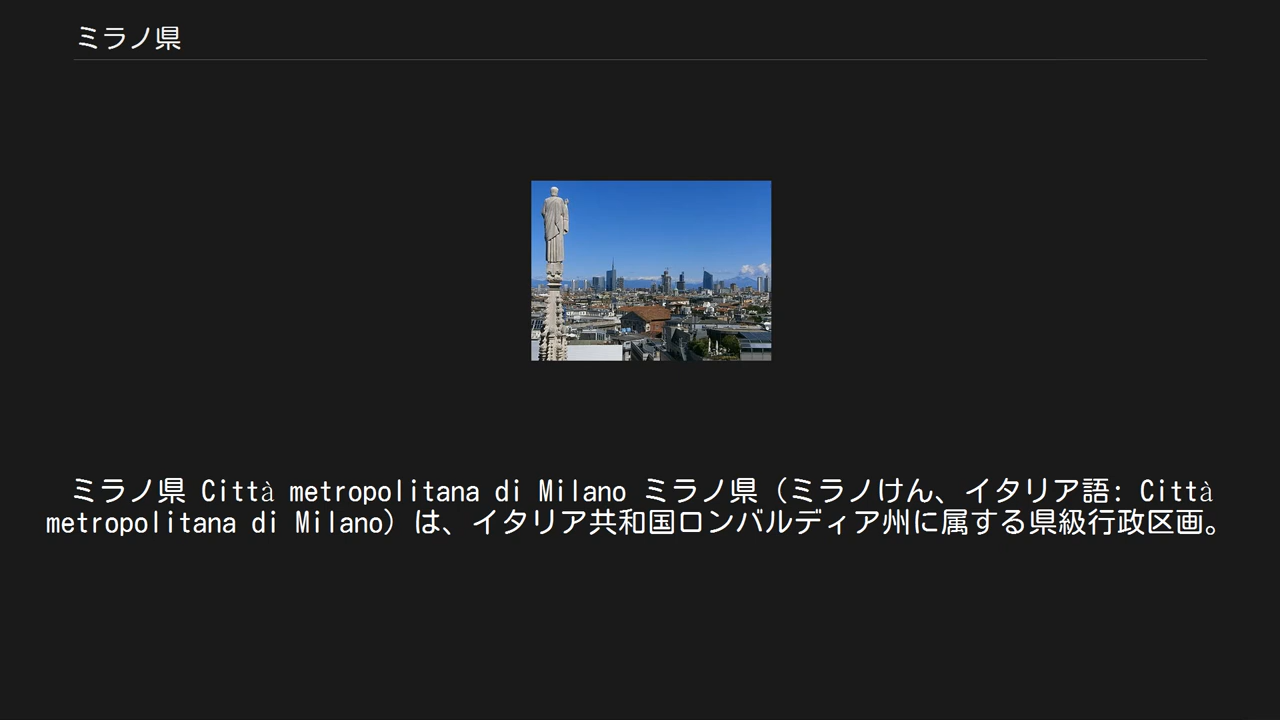 ミラノ県
ミラノ県 Città metropolitana di Milano ミラノ県（ミラノけん、イタリア語: Città
metropolitana di Milano）は、イタリア共和国ロンバルディア州に属する県級行政区画。